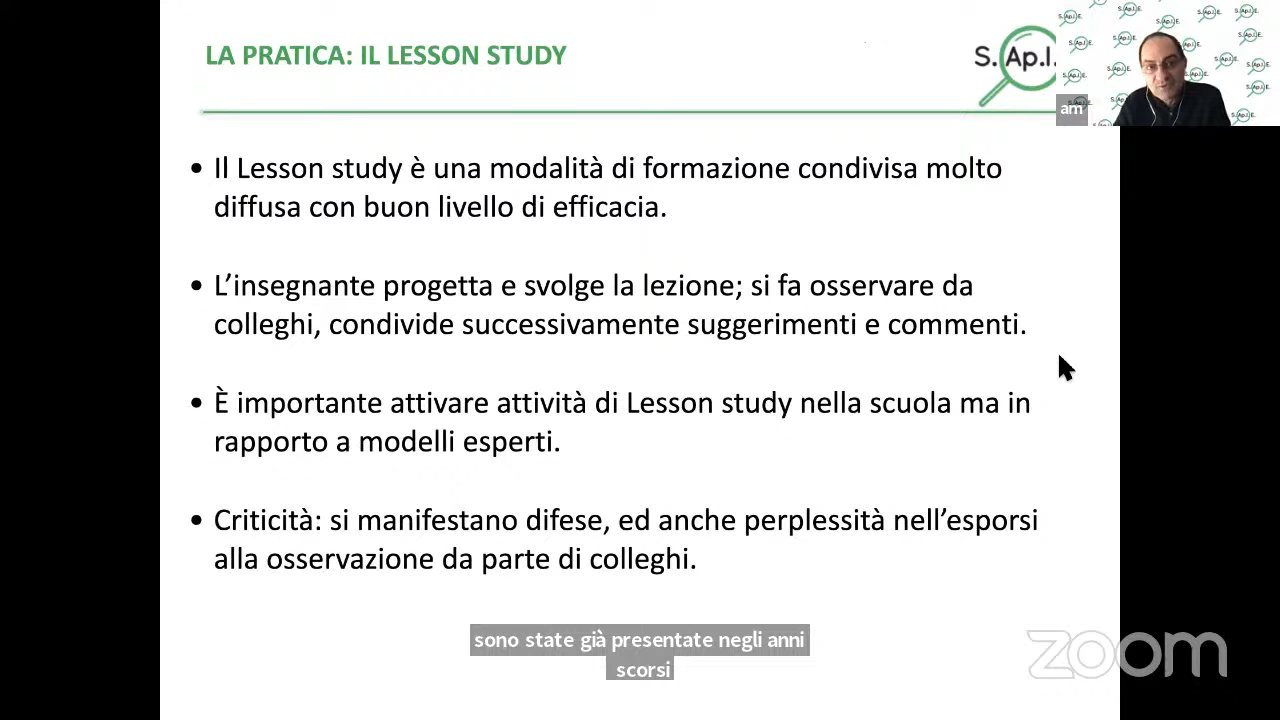 LA PRATICA: IL LESSON STUDY
S. Ap.I.
am
• Il Lesson study è una modalità di formazione condivisa molto
diffusa con buon livello di efficacia.
• L’insegnante progetta e svolge la lezione; si fa osservare da
colleghi, condivide successivamente suggerimenti e commenti.
• È importante attivare attività di Lesson study nella scuola ma in
rapporto a modelli esperti.
• Criticità: si manifestano difese, ed anche perplessità nell’esporsi
alla osservazione da parte di colleghi.
sono state già presentate negli anni
scorsi
zoom